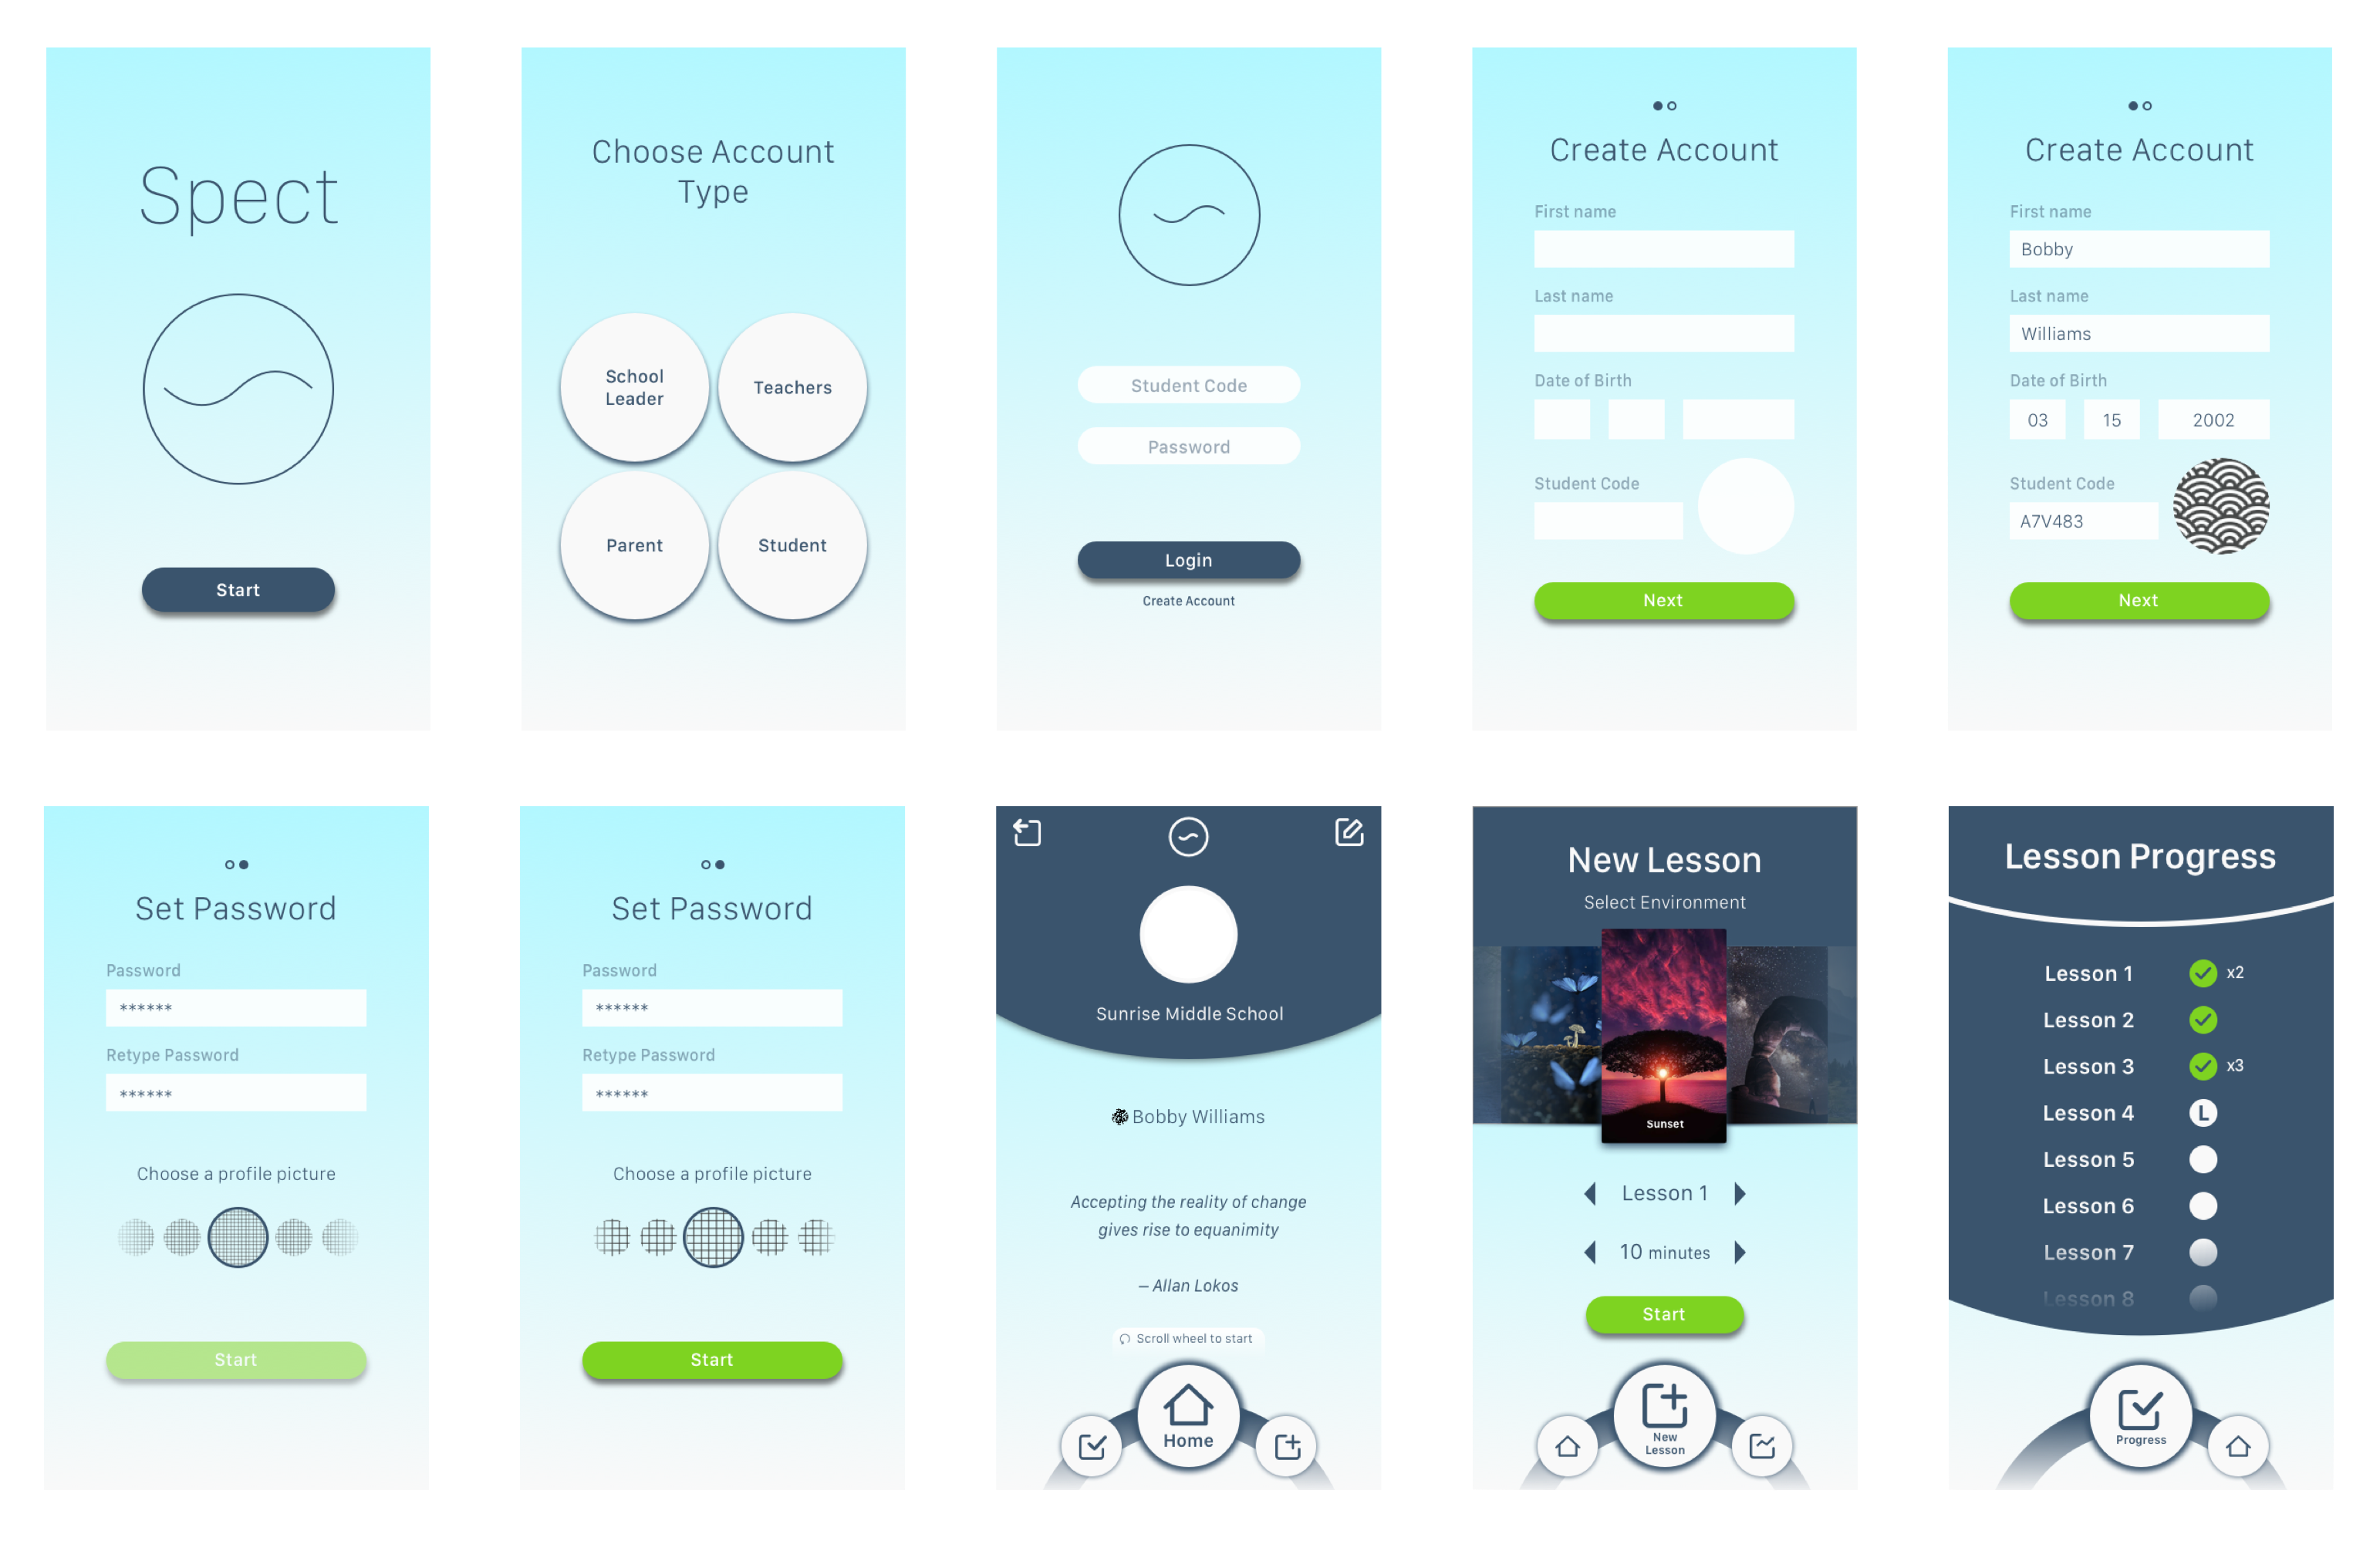 Spect
Start
Choose Account
Type
School
Leader
Teachers
Parent
Student
Student Code
Password
Login
Create Account
Create Account
First name
Last name
Date of Birth
Student Code
Next
Create Account
First name
Bobby
Last name
Williams
Date of Birth
03 15 2002
Student Code
A7V483
Next
Set Password
Password
******
Retype Password
******
Choose a profile picture
Start
Set Password
Password
******
Retype Password
******
Choose a profile picture
Start
Sunrise Middle School
Bobby Williams
Accepting the reality of change
gives rise to equanimity
– Allan Lokos
Scroll wheel to start
Home
New Lesson
Select Environment
Sunset
Lesson 1
10 minutes
Start
New
Lesson
Lesson Progress
Lesson 1 x2
Lesson 2
Lesson 3 x3
Lesson 4 L
Lesson 5
Lesson 6
Lesson 7
Lesson 8
Progress